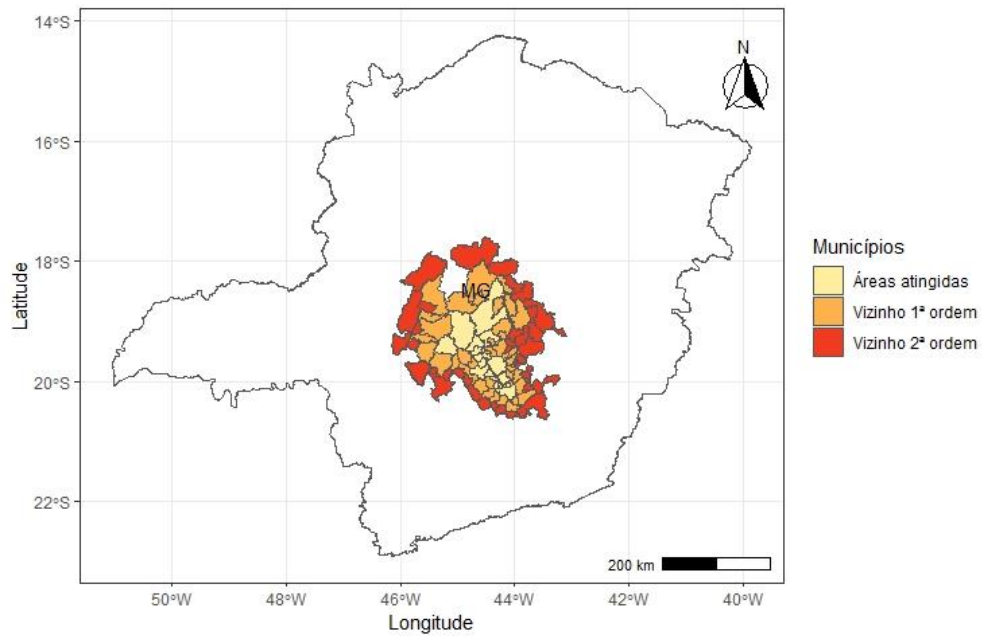 14°S
16°S
18°S
20°S
22°S
Latitude
N
MG
200 km
50°W
48°W
46°W
44°W
42°W
40°W
Longitude
Municípios
Áreas atingidas
Vizinho 1ª ordem
Vizinho 2ª ordem